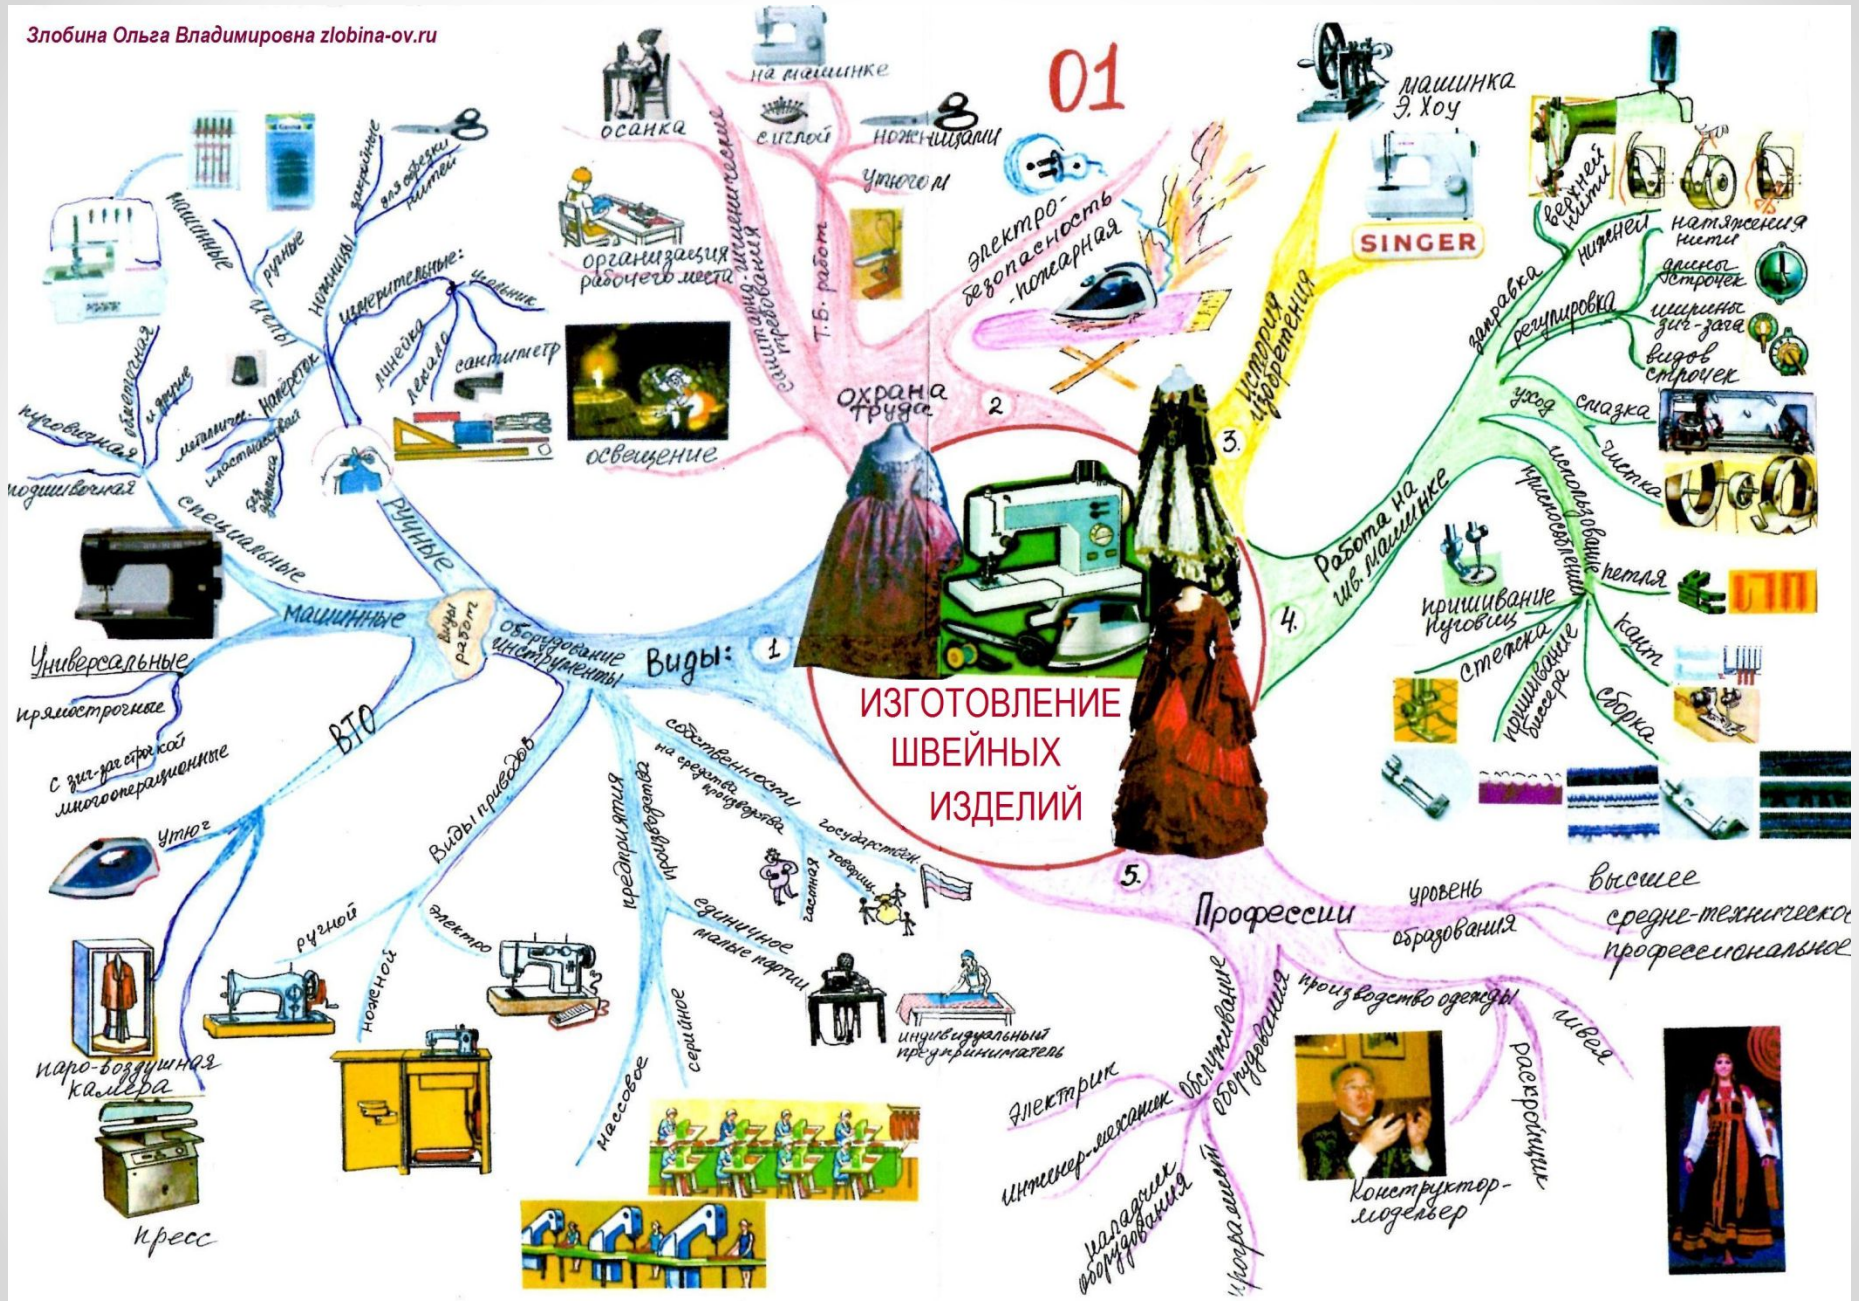 Злобина Ольга Владимировна zlobina-ov.ru
01
ИЗГОТОВЛЕНИЕ
ШВЕЙНЫХ
ИЗДЕЛИЙ
1
Виды:
оборудование
инструменты
виды
работ
ручные
иглы
машинные
ручные
ножницы
закройные
для обрезки
нитей
измерительные:
угольник
линейка
лекало
сантиметр
наперсток
металлич.
пластмассовый
без
донышка
машинные
специальные
пуговичная
подшивочная
обметочная
и другие
Универсальные
прямострочные
с зиг-заг строчкой
многооперационные
ВТО
утюг
паро-воздушная
камера
пресс
Виды приводов
ручной
ножной
электро
предприятия
производства
массовое
серийное
единичное
малые партии
индивидуальный
предприниматель
собственности
на средства
производства
частная
товарищ.
государствен.
2
охрана
труда
санитарно-гигиенические
требования
осанка
организация
рабочего места
освещение
Т.Б. работ
на машинке
с иглой
ножницами
утюгом
электро-
безопасность
-пожарная
3.
история
изобретения
машинка
Э. Хоу
SINGER
4.
Работа на
шв. машинке
заправка
верхней
нити
нижней
регулировка
натяжения
нити
длины
строчек
ширины
зиг-зага
видов
строчек
уход
смазка
чистка
использование
приспособлений
петля
кант
сборка
пришивание
бисера
стежка
пришивание
пуговиц
5.
Профессии
уровень
образования
высшее
средне-техническое
профессиональное
производство одежды
швея
раскройщик
Конструктор-
модельер
Обслуживание
оборудования
электрик
инженер-механик
наладчик
оборудования
программист